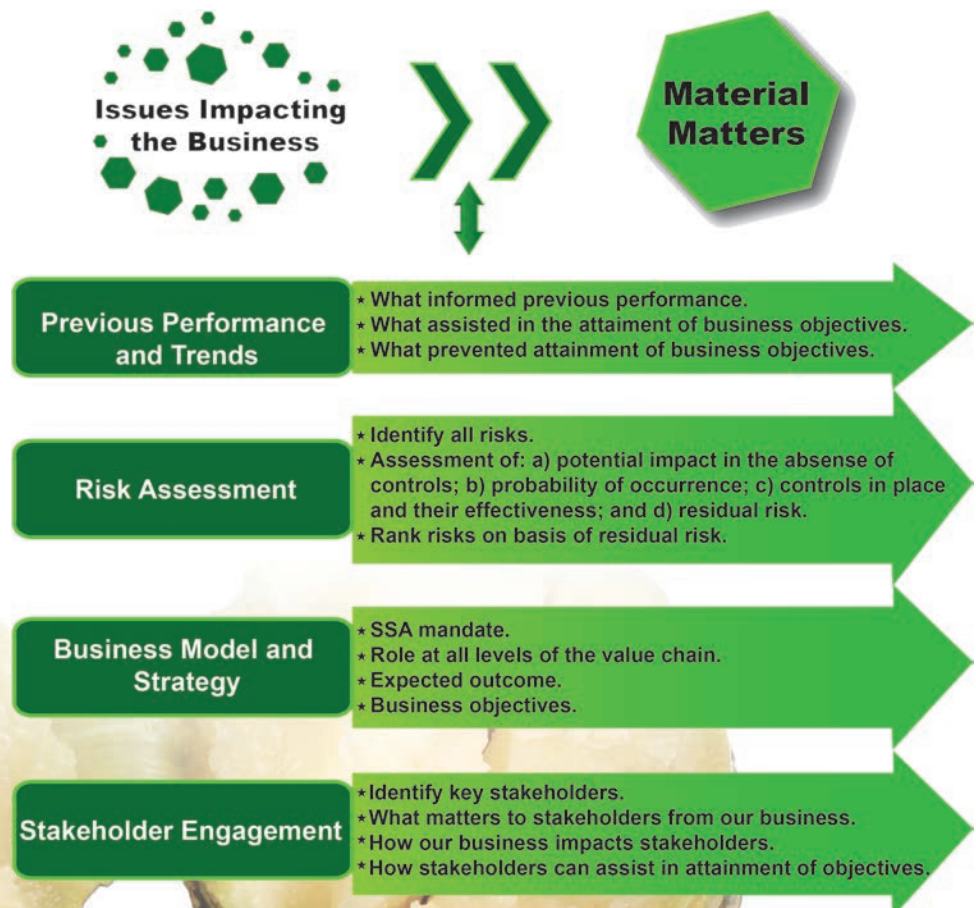 Issues Impacting
the Business
Material
Matters
Previous Performance
and Trends
★ What informed previous performance.
★ What assisted in the attaiment of business objectives.
★ What prevented attainment of business objectives.
Risk Assessment
★ Identify all risks.
★ Assessment of: a) potential impact in the absense of
controls; b) probability of occurrence; c) controls in place
and their effectiveness; and d) residual risk.
★ Rank risks on basis of residual risk.
Business Model and
Strategy
★ SSA mandate.
★ Role at all levels of the value chain.
★ Expected outcome.
★ Business objectives.
Stakeholder Engagement
★ Identify key stakeholders.
★ What matters to stakeholders from our business.
★ How our business impacts stakeholders.
★ How stakeholders can assist in attainment of objectives.